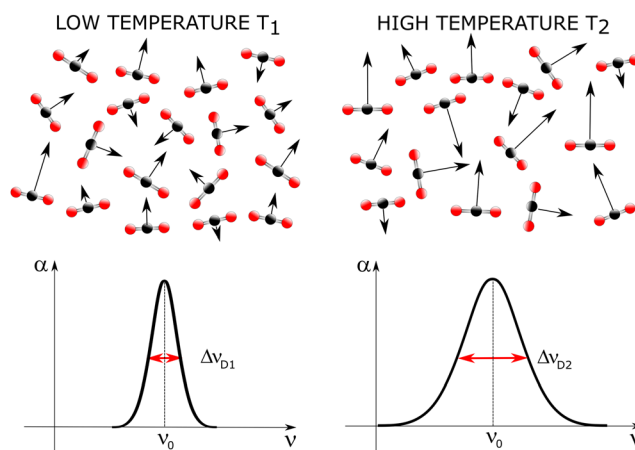 LOW TEMPERATURE T1
HIGH TEMPERATURE T2
α
ΔνD1
ν0
ν
α
ΔνD2
ν0
ν